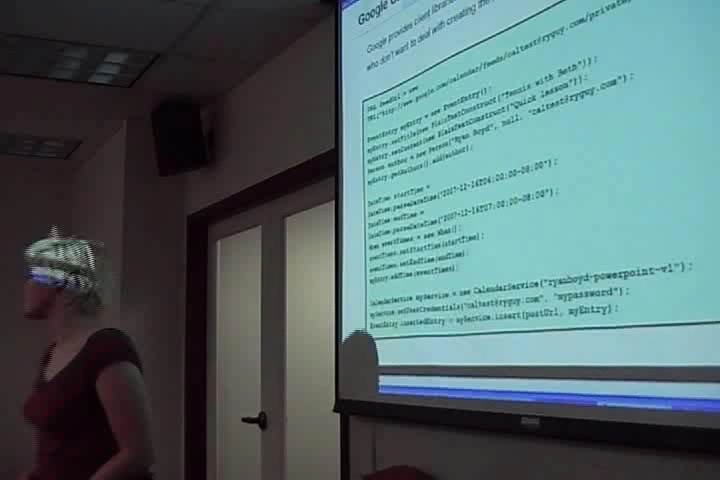 Google
Google provides client
who don't want to deal with creating the
URL feedUrl = new
URL("http://www.google.com/calendar/feeds/caltest@ryguy.com/private/
EventEntry myEntry = new EventEntry();
myEntry.setTitle(new PlainTextConstruct("Tennis with Beth"));
myEntry.setContent(new PlainTextConstruct("Quick lesson"));
Person author = new Person("Ryan Boyd", null, "caltest@ryguy.com");
myEntry.getAuthors().add(author);
DateTime startTime =
DateTime.parseDateTime("2007-12-16T06:00:00-08:00");
DateTime endTime =
DateTime.parseDateTime("2007-12-16T07:00:00-08:00");
When eventTimes = new When();
eventTimes.setStartTime(startTime);
eventTimes.setEndTime(endTime);
myEntry.addTime(eventTimes);
CalendarService myService = new CalendarService("ryanboyd-powerpoint-v1");
myService.setUserCredentials("caltest@ryguy.com", "mypassword");
EventEntry insertedEntry = myService.insert(postUrl, myEntry);